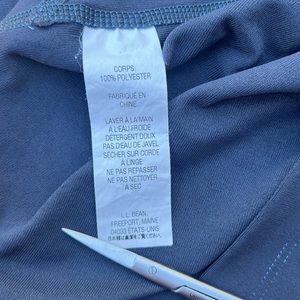 CORPS:
100% POLYESTER
FABRIQUÉ EN
CHINE
LAVER À LA MAIN
À L'EAU FROIDE
DÉTERGENT DOUX
PAS D'EAU DE JAVEL
SÉCHER SUR CORDE
À LINGE
NE PAS REPASSER
NE PAS NETTOYER
À SEC
L.L. BEAN,
FREEPORT, MAINE
04033 ÉTATS-UNIS